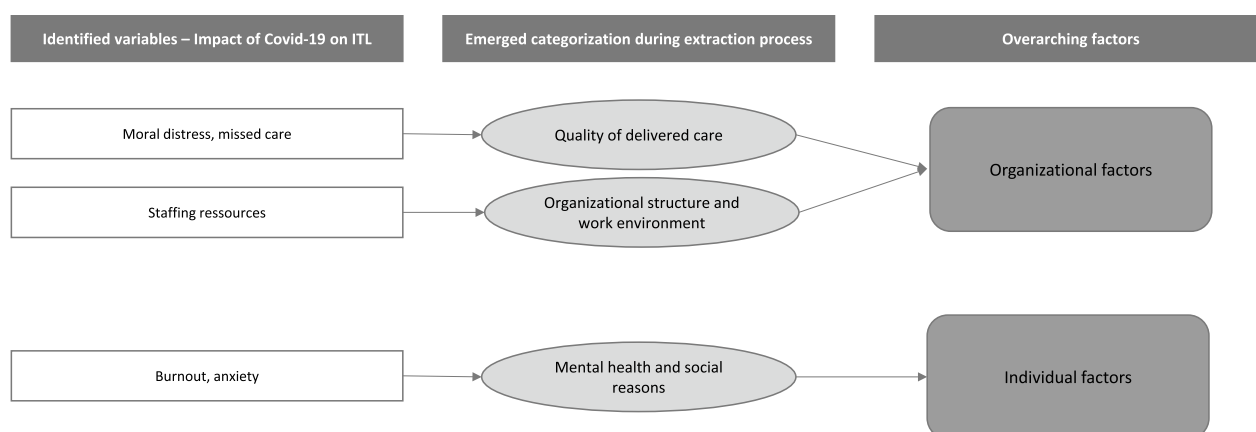 Identified variables – Impact of Covid-19 on ITL
Emerged categorization during extraction process
Overarching factors
Moral distress, missed care
Quality of delivered care
Organizational factors
Staffing ressources
Organizational structure and
work environment
Burnout, anxiety
Mental health and social
reasons
Individual factors